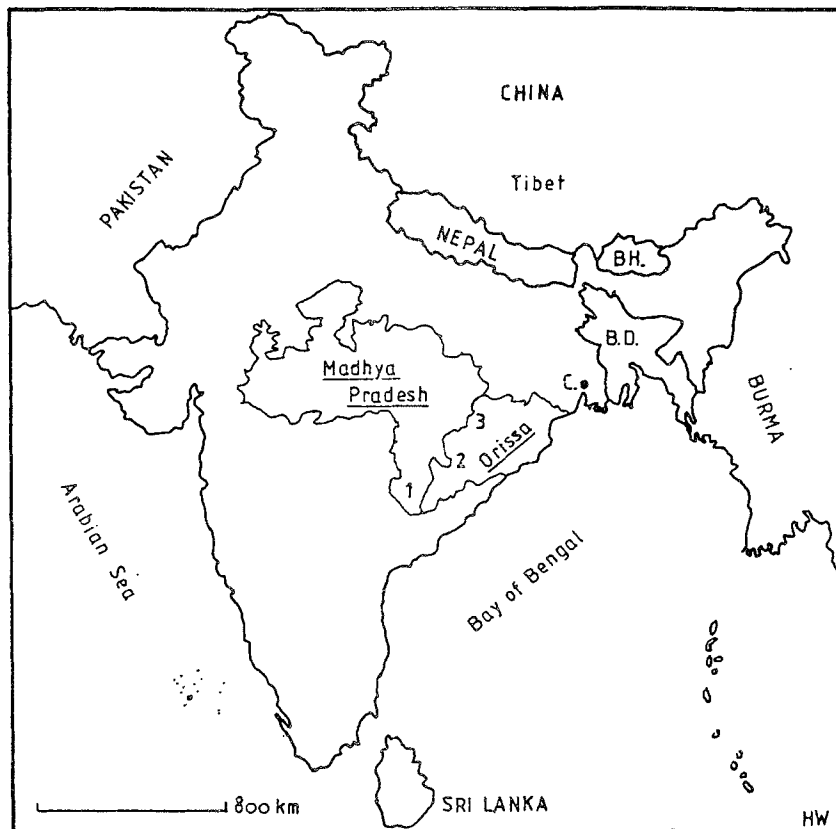 CHINA
Tibet
PAKISTAN
NEPAL
BH.
B.D.
C.
BURMA
Madhya
Pradesh
3
Orissa
2
1
Arabian Sea
Bay of Bengal
800 km
SRI LANKA
HW